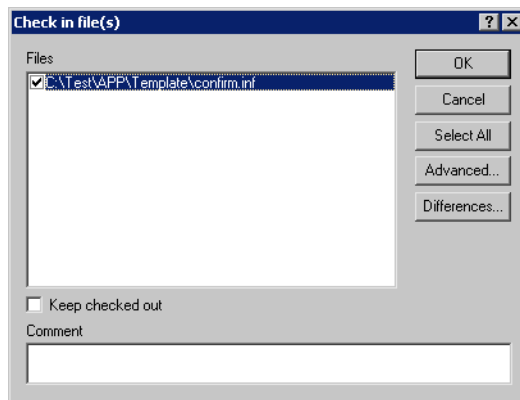 Check in file(s)
Files
OK
C:\Test\APP\Template\confirm.inf
Cancel
Select All
Advanced...
Differences...
Keep checked out
Comment